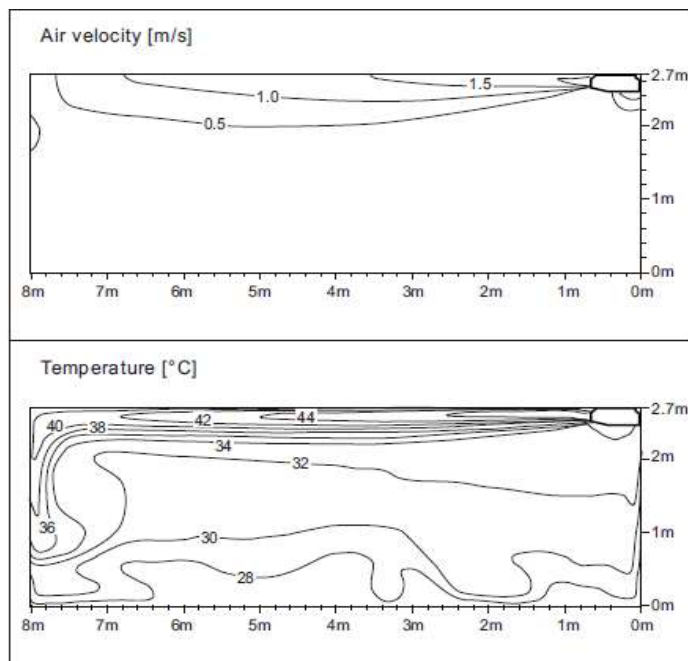 Air velocity [m/s]
2.7m
1.5
1.0
0.5
2m
1m
0m
8m 7m 6m 5m 4m 3m 2m 1m 0m
Temperature [°C]
2.7m
42 44
40 38
34
32
2m
36
30
1m
28
0m
8m 7m 6m 5m 4m 3m 2m 1m 0m